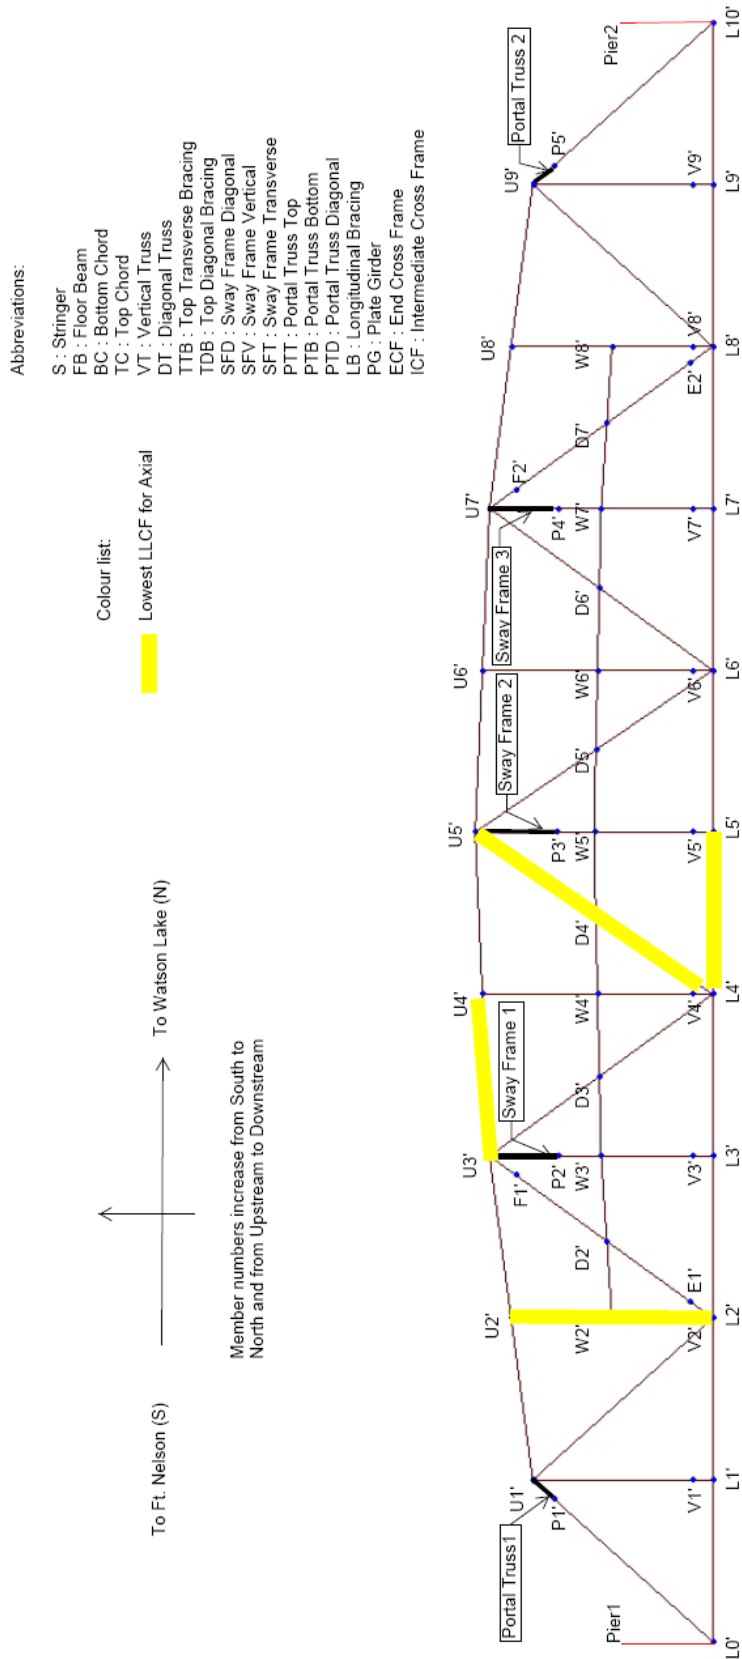 Abbreviations:
S : Stringer
FB : Floor Beam
BC : Bottom Chord
TC : Top Chord
VT : Vertical Truss
DT : Diagonal Truss
TTB : Top Transverse Bracing
TDB : Top Diagonal Bracing
SFD : Sway Frame Diagonal
SFV : Sway Frame Vertical
SFT : Sway Frame Transverse
PTT : Portal Truss Top
PTB : Portal Truss Bottom
PTD : Portal Truss Diagonal
LB : Longitudinal Bracing
PG : Plate Girder
ECF : End Cross Frame
ICF : Intermediate Cross Frame
Colour list:
Lowest LLCF for Axial
To Ft. Nelson (S)
To Watson Lake (N)
Member numbers increase from South to
North and from Upstream to Downstream
U1'
U2'
U3'
U4'
U5'
U6'
U7'
U8'
U9'
Portal Truss1
Sway Frame 1
Sway Frame 2
Sway Frame 3
Portal Truss 2
P1'
F1'
P2'
P3'
F2'
P4'
P5'
W2'
D2'
W3'
D3'
W4'
D4'
W5'
D5'
W6'
D6'
W7'
D7'
W8'
Pier1
Pier2
V1'
V2'
E1'
V3'
V4'
V5'
V6'
V7'
E2'
V8'
V9'
L0'
L1'
L2'
L3'
L4'
L5'
L6'
L7'
L8'
L9'
L10'